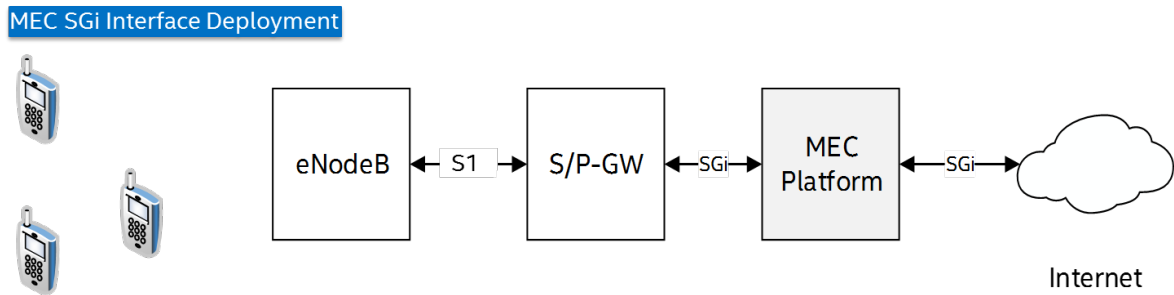 MEC SGi Interface Deployment
eNodeB
S1
S/P-GW
SGi
MEC
Platform
SGi
Internet